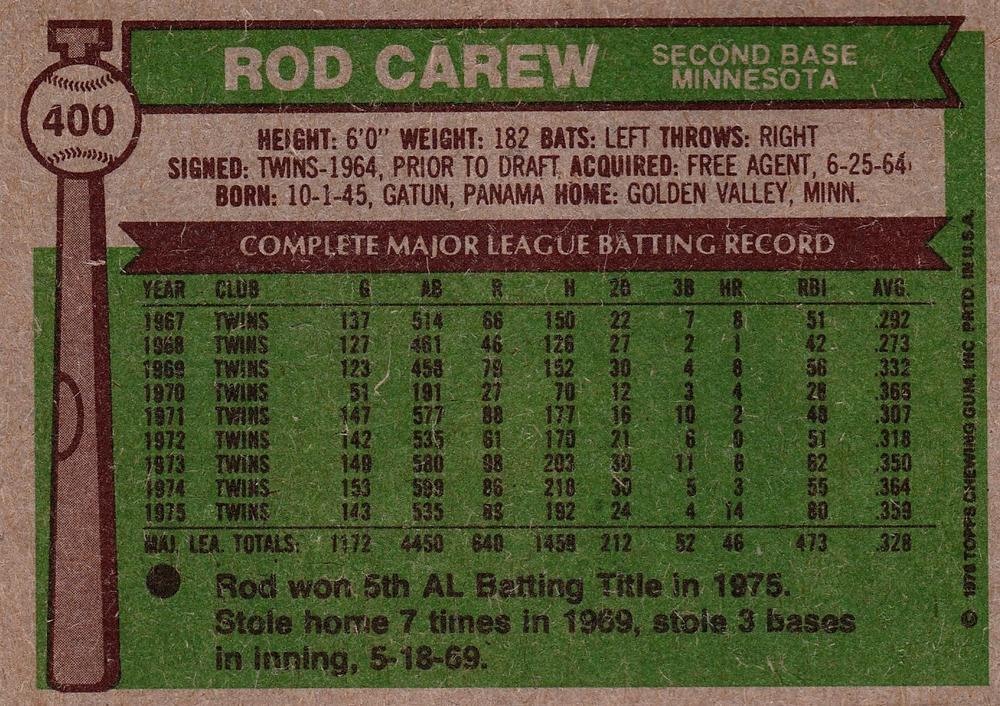 400
ROD CAREW
SECOND BASE
MINNESOTA
HEIGHT: 6'0" WEIGHT: 182 BATS: LEFT THROWS: RIGHT
SIGNED: TWINS-1964, PRIOR TO DRAFT ACQUIRED: FREE AGENT, 6-25-64
BORN: 10-1-45, GATUN, PANAMA HOME: GOLDEN VALLEY, MINN.
COMPLETE MAJOR LEAGUE BATTING RECORD
YEAR CLUB G AB R H 2B 3B HR RBI AVG.
1967 TWINS 137 514 66 150 22 7 8 51 .292
1968 TWINS 127 461 46 126 27 2 1 42 .273
1969 TWINS 123 458 79 152 30 4 8 56 .332
1970 TWINS 51 191 27 70 12 3 4 28 .366
1971 TWINS 147 577 88 177 16 10 2 48 .307
1972 TWINS 142 535 61 170 21 6 0 51 .318
1973 TWINS 149 580 98 203 30 11 6 62 .350
1974 TWINS 153 599 86 218 30 5 3 55 .364
1975 TWINS 143 535 89 192 24 4 14 80 .359
MAJ. LEA. TOTALS: 1172 4450 640 1458 212 52 46 473 .328
Rod won 5th AL Batting Title in 1975.
Stole home 7 times in 1969, stole 3 bases
in inning, 5-18-69.
© 1976 TOPPS CHEWING GUM, INC PRTD. IN U.S.A.